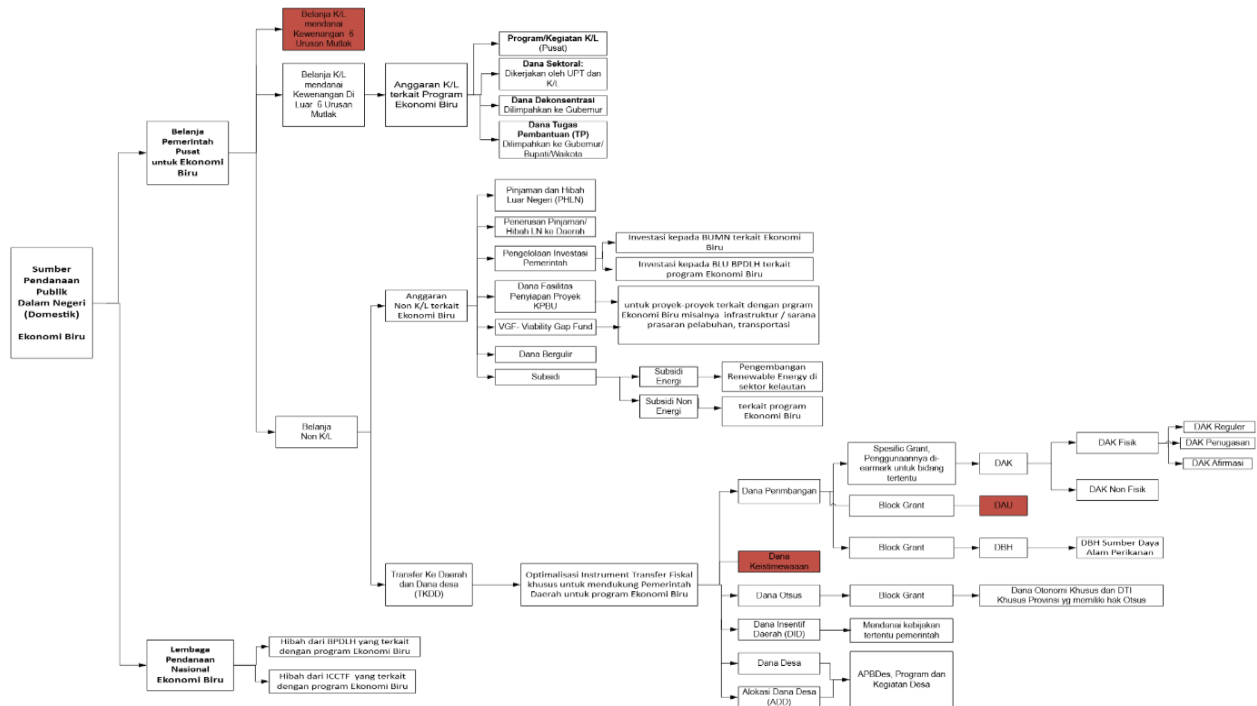 Belanja K/L
mendanai
Kewenangan 6
Urusan Mutlak
Belanja K/L
mendanai
Kewenangan Di
Luar 6 Urusan
Mutlak
Anggaran K/L
terkait Program
Ekonomi Biru
Program/Kegiatan K/L
(Pusat)
Dana Sektoral:
Dikerjakan oleh UPT dan
K/L
Dana Dekonsentrasi
Dilimpahkan ke Gubernur
Dana Tugas
Pembantuan (TP)
Dilimpahkan ke Gubernur/
Bupati/Waikota
Belanja
Pemerintah
Pusat
untuk Ekonomi
Biru
Sumber
Pendanaan
Publik
Dalam Negeri
(Domestik)
Ekonomi Biru
Pinjaman dan Hibah
Luar Negeri (PHLN)
Penerusan Pinjaman/
Hibah LN ke Daerah
Pengelolaan Investasi
Pemerintah
Investasi kepada BUMN terkait Ekonomi
Biru
Investasi kepada BLU BPDLH terkait
program Ekonomi Biru
Anggaran
Non K/L terkait
Ekonomi Biru
Dana Fasilitas
Penyiapan Proyek
KPBU
VGF- Viability Gap Fund
untuk proyek-proyek terkait dengan prgram
Ekonomi Biru misalnya infrastruktur / sarana
prasaran pelabuhan, transportasi
Dana Bergulir
Subsidi
Subsidi
Energi
Pengembangan
Renewable Energy di
sektor kelautan
Subsidi Non
Energi
terkait program
Ekonomi Biru
Belanja
Non K/L
Transfer Ke Daerah
dan Dana desa
(TKDD)
Optimalisasi Instrument Transfer Fiskal
khusus untuk mendukung Pemerintah
Daerah untuk program Ekonomi Biru
Dana Perimbangan
Spesific Grant,
Penggunaannya di-
earmark untuk bidang
tertentu
DAK
DAK Fisik
DAK Reguler
DAK Penugasan
DAK Afirmasi
DAK Non Fisik
Block Grant
DAU
Block Grant
DBH
DBH Sumber Daya
Alam Perikanan
Dana
Keistimewaaan
Dana Otsus
Block Grant
Dana Otonomi Khusus dan DTI
Khusus Provinsi yg memiliki hak Otsus
Dana Insentif
Daerah (DID)
Mendanai kebijakan
tertentu pemerintah
Dana Desa
Alokasi Dana Desa
(ADD)
APBDes, Program dan
Kegiatan Desa
Lembaga
Pendanaan
Nasional
Ekonomi Biru
Hibah dari BPDLH yang terkait
dengan program Ekonomi Biru
Hibah dari ICCTF yang terkait
dengan program Ekonomi Biru